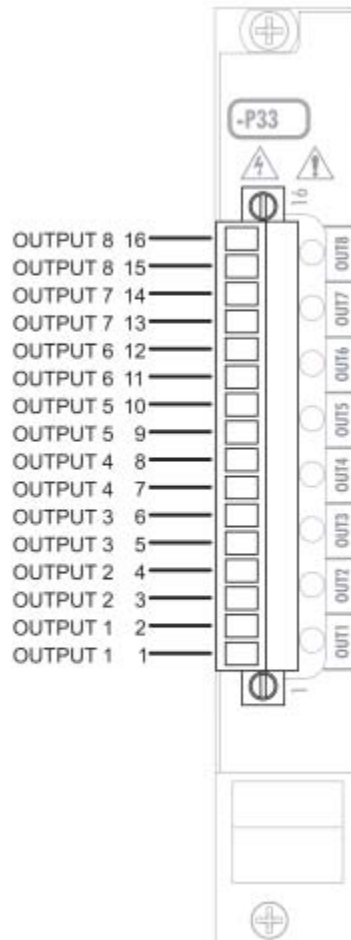 -P33
16
OUTPUT 8 16
OUTPUT 8 15
OUTPUT 7 14
OUTPUT 7 13
OUTPUT 6 12
OUTPUT 6 11
OUTPUT 5 10
OUTPUT 5 9
OUTPUT 4 8
OUTPUT 4 7
OUTPUT 3 6
OUTPUT 3 5
OUTPUT 2 4
OUTPUT 2 3
OUTPUT 1 2
OUTPUT 1 1
OUT8
OUT7
OUT6
OUT5
OUT4
OUT3
OUT2
OUT1
1